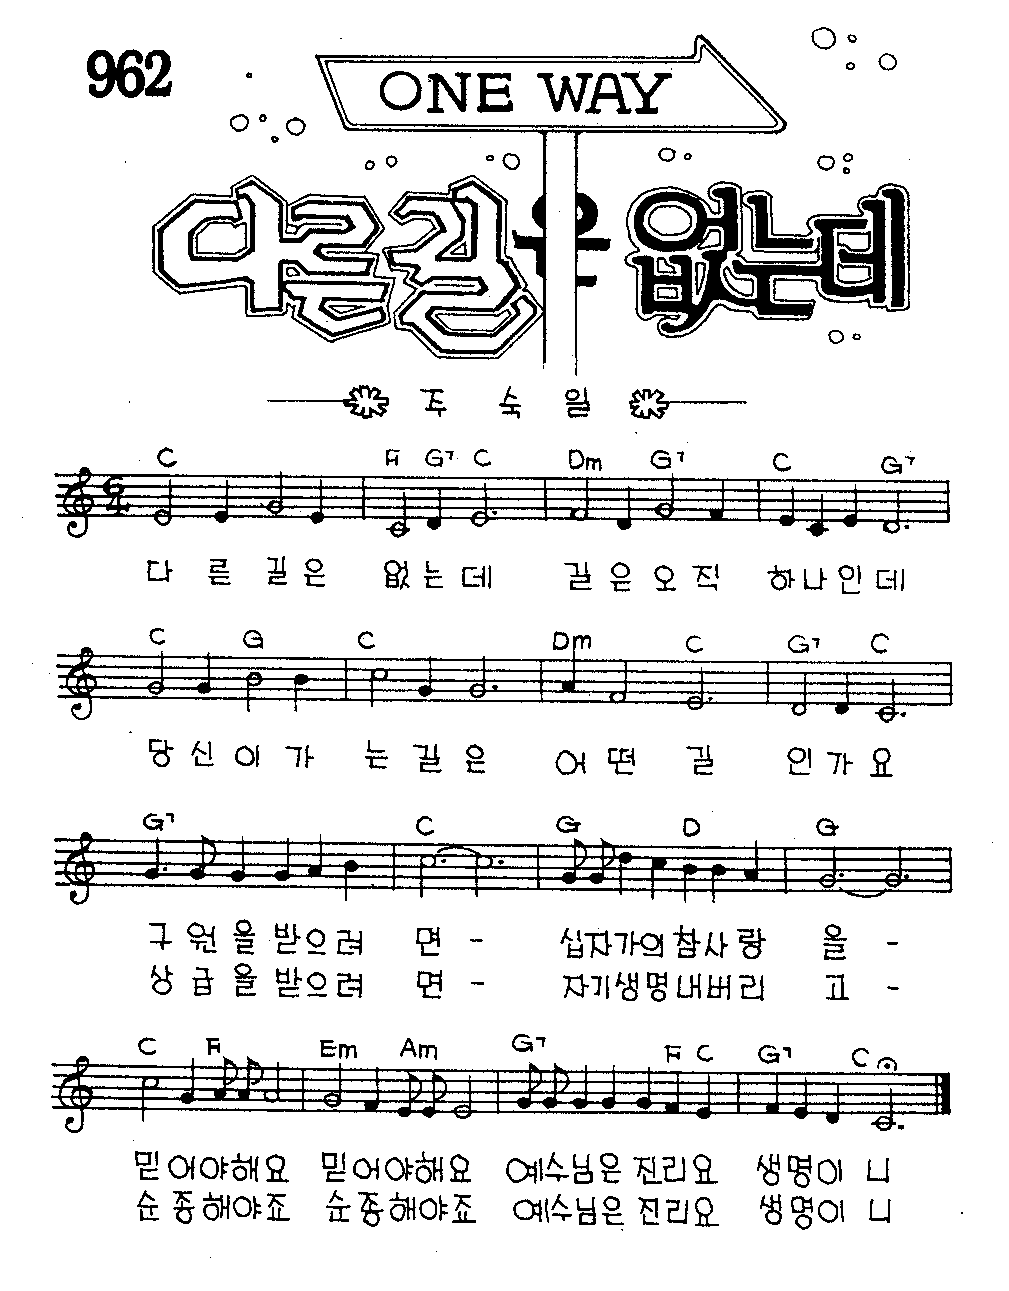 962
ONE WAY
다른길은 없는데
주 숙 일
C F G7 C Dm G7 C G7
다 른 길은 없는데 길은오직 하나인데
C G C Dm C G7 C
당신이 가 는길은 어떤 길 인가요
G7 C G D G
구원을 받으려 면 - 십자가의참사랑 을 -
상급을 받으려 면 - 자기생명내버리 고 -
C F Em Am G7 F C G7 C
믿어야해요 믿어야해요 예수님은 진리요 생명이 니
순종해야죠 순종해야죠 예수님은 진리요 생명이 니